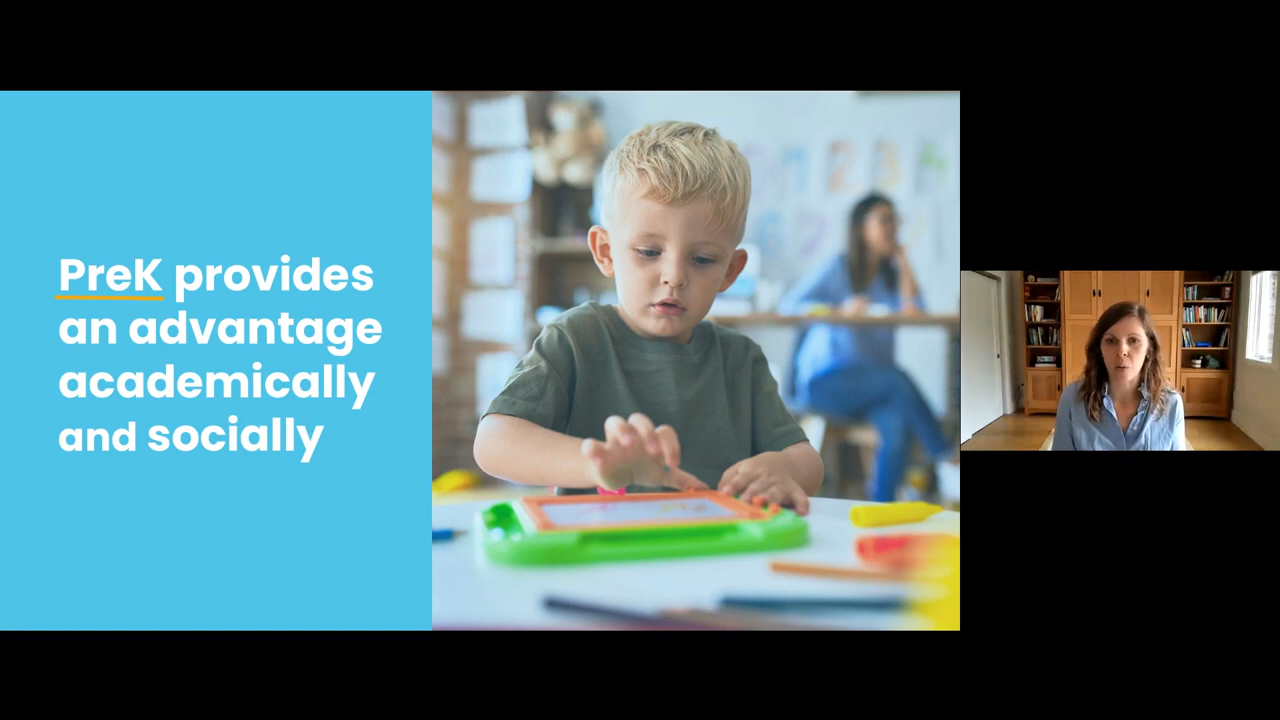 PreK provides
an advantage
academically
and socially